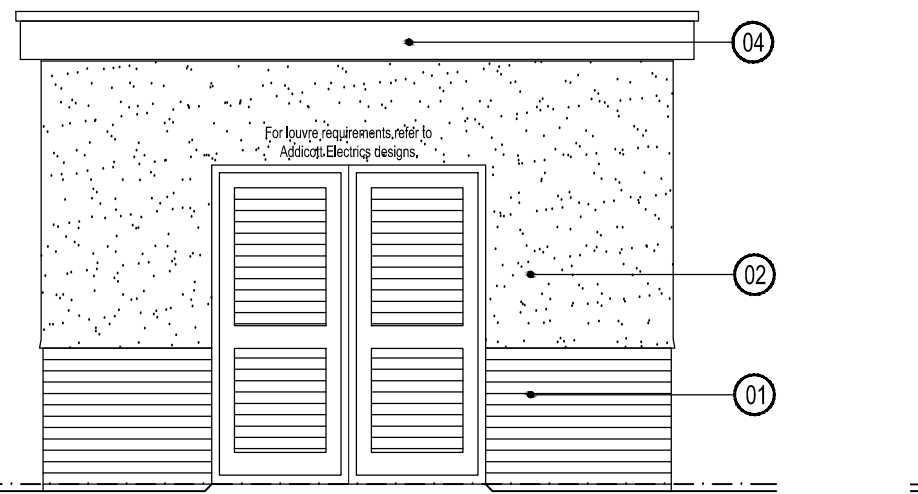 04
For louvre requirements, refer to
Addicott Electrics designs.
02
01